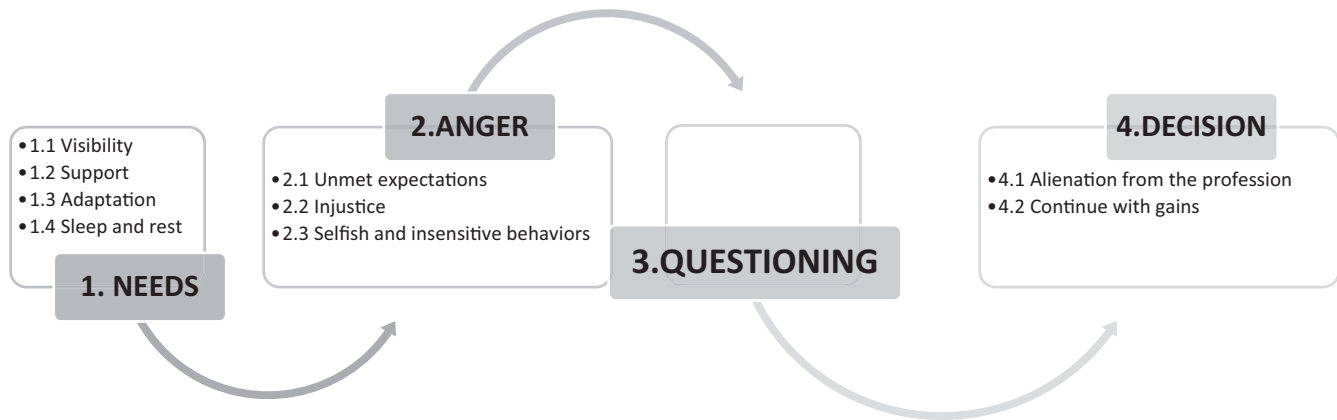 • 1.1 Visibility
• 1.2 Support
• 1.3 Adaptation
• 1.4 Sleep and rest
1. NEEDS
2.ANGER
• 2.1 Unmet expectations
• 2.2 Injustice
• 2.3 Selfish and insensitive behaviors
3.QUESTIONING
4.DECISION
• 4.1 Alienation from the profession
• 4.2 Continue with gains